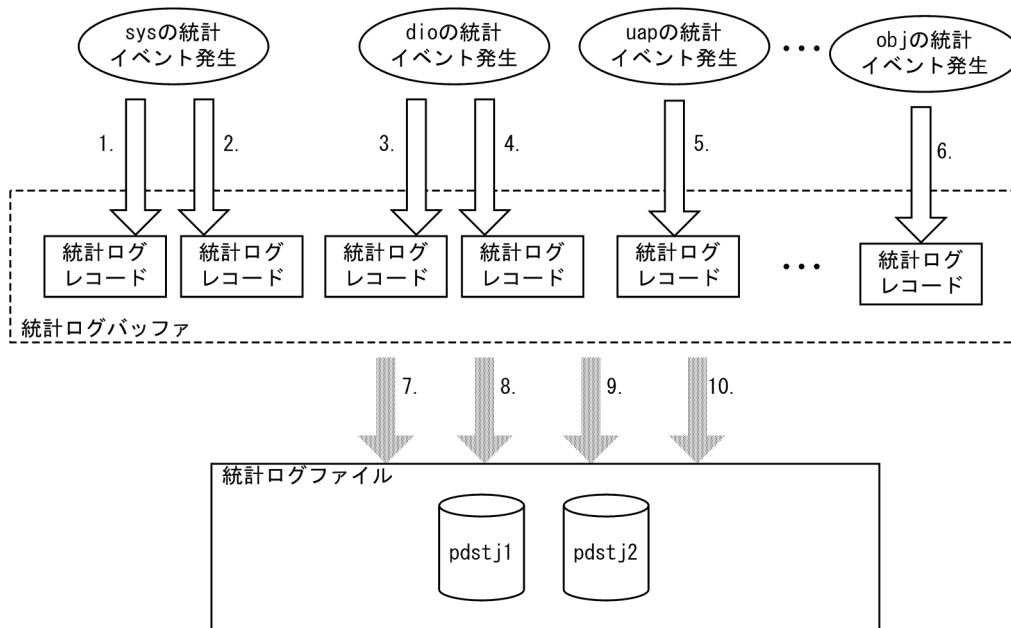 sysの統計
イベント発生
dioの統計
イベント発生
uapの統計
イベント発生
•••
objの統計
イベント発生
1.
2.
3.
4.
5.
6.
統計ログ
レコード
統計ログ
レコード
統計ログ
レコード
統計ログ
レコード
統計ログ
レコード
•••
統計ログ
レコード
統計ログバッファ
7.
8.
9.
10.
統計ログファイル
pdstj1
pdstj2